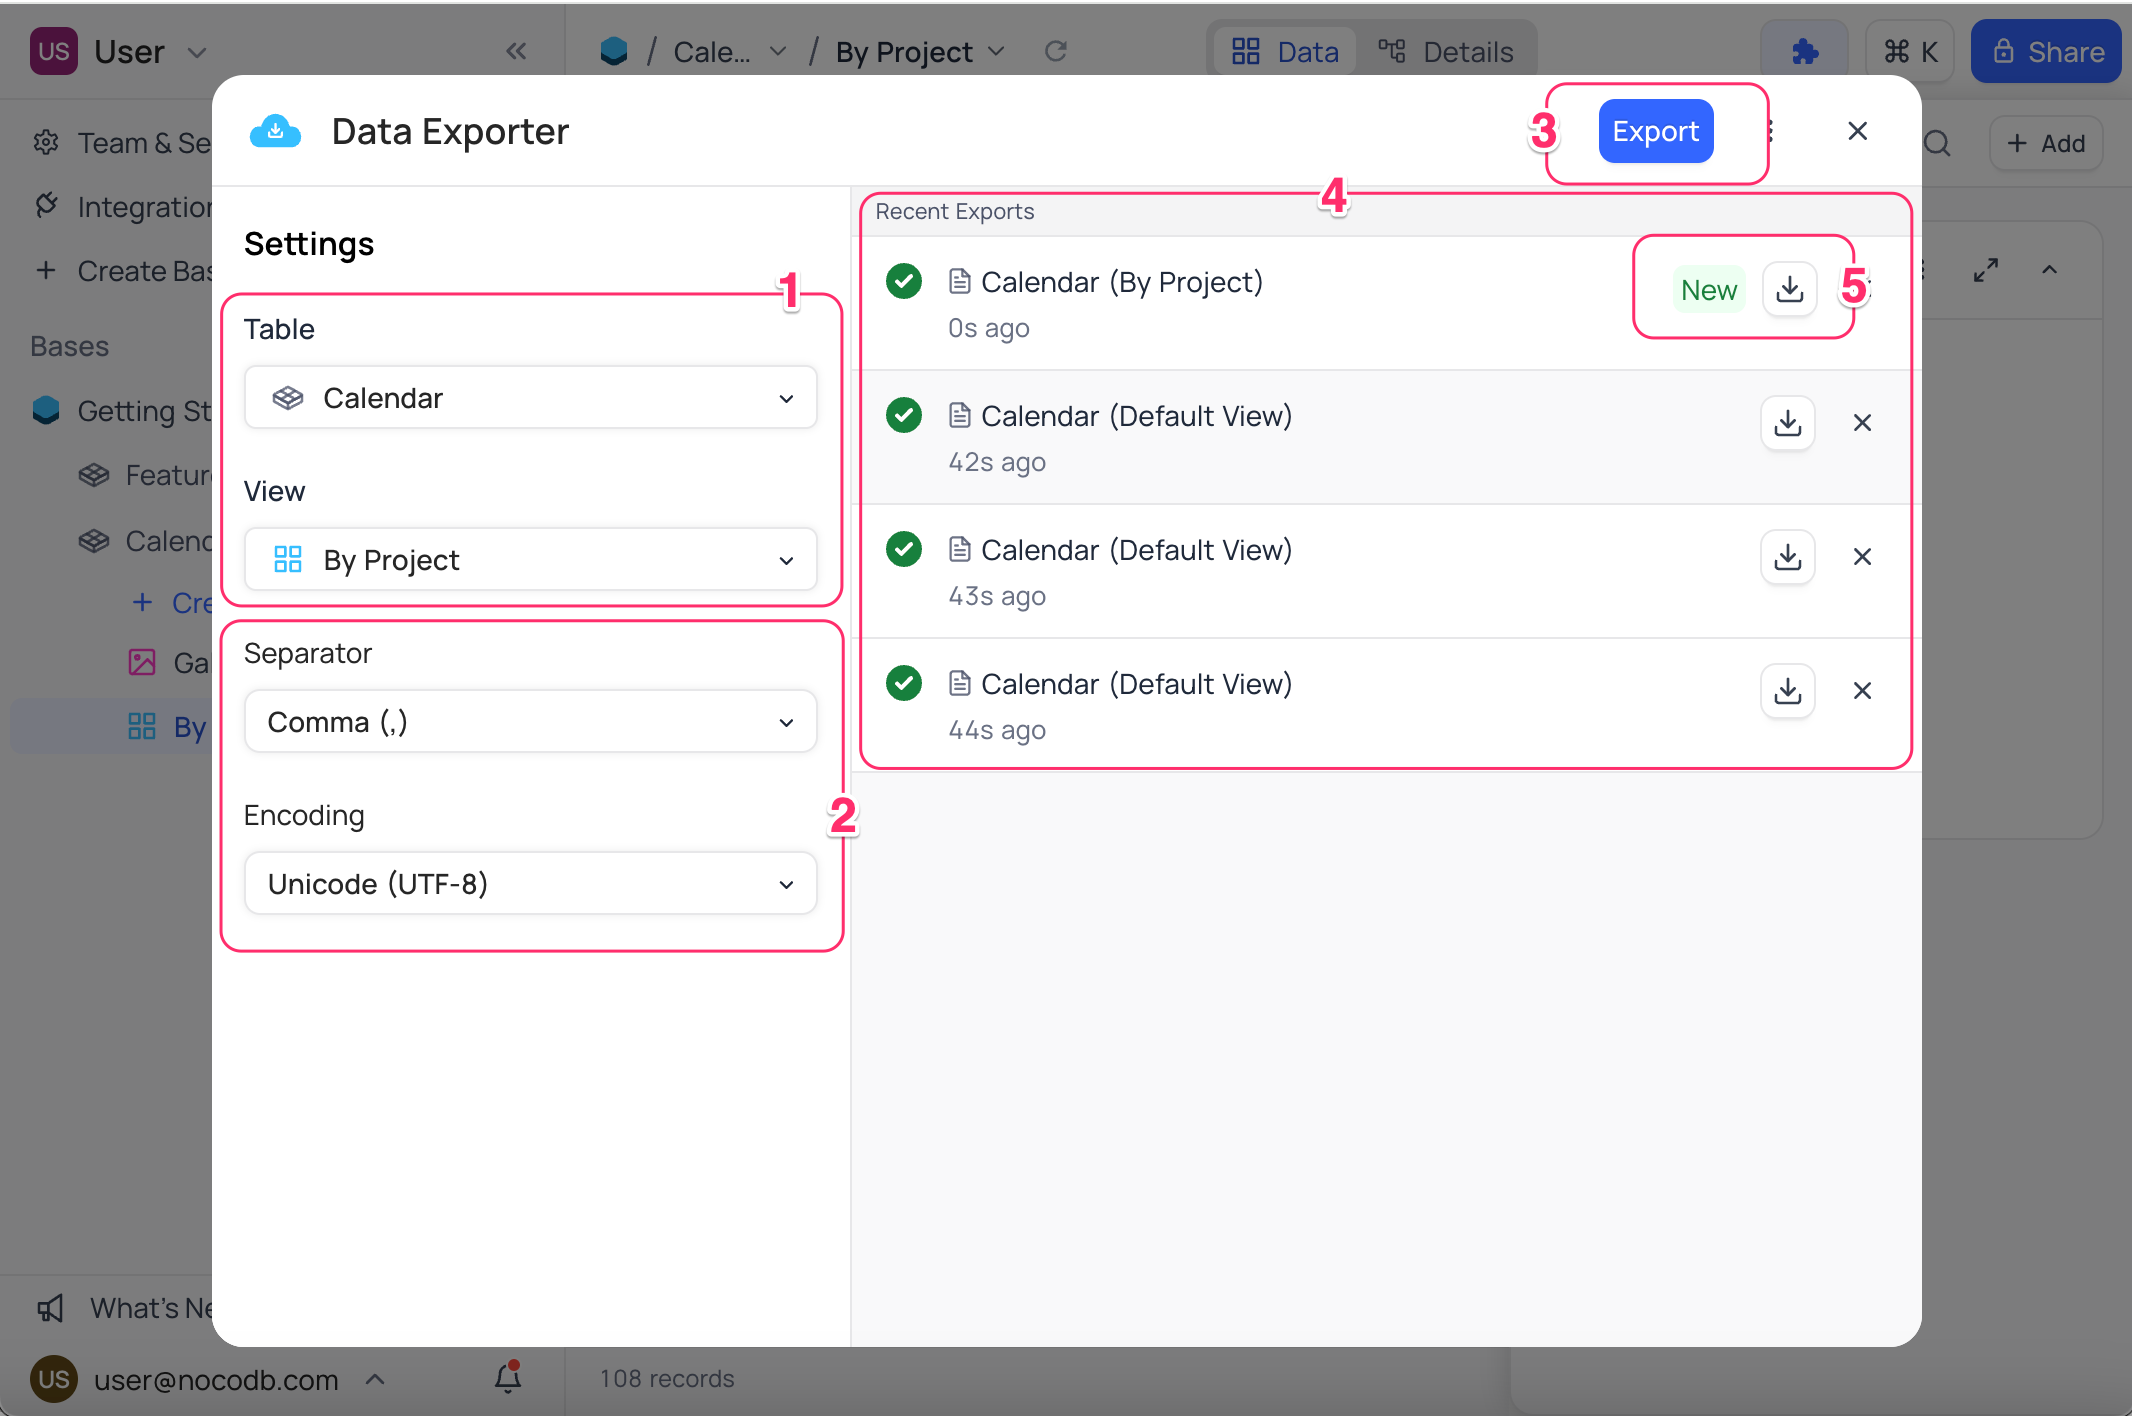 US User
Cale... / By Project
Data Details
⌘ K
Share
Team & Se
Data Exporter
3
Export
+ Add
Integration
Settings
4
Recent Exports
+ Create Bas
1
Calendar (By Project)
0s ago
New
5
Bases
Table
Calendar
Getting St
Calendar (Default View)
42s ago
Featur
View
By Project
Calend
Calendar (Default View)
43s ago
+ Cre
Separator
Comma (,)
Ga
Calendar (Default View)
44s ago
By
2
Encoding
Unicode (UTF-8)
What's Ne
US user@nocodb.com
108 records